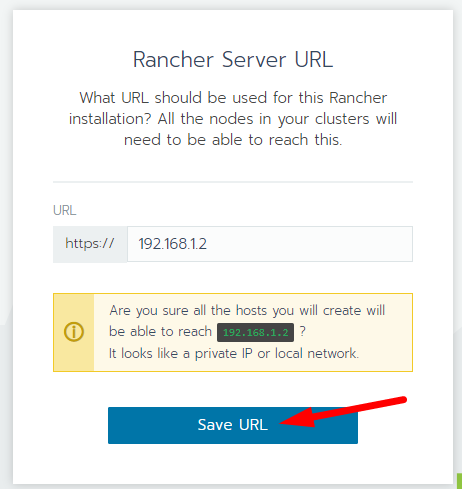 Rancher Server URL
What URL should be used for this Rancher
installation? All the nodes in your clusters will
need to be able to reach this.
URL
https:// 192.168.1.2
Are you sure all the hosts you will create will
be able to reach 192.168.1.2 ?
It looks like a private IP or local network.
Save URL